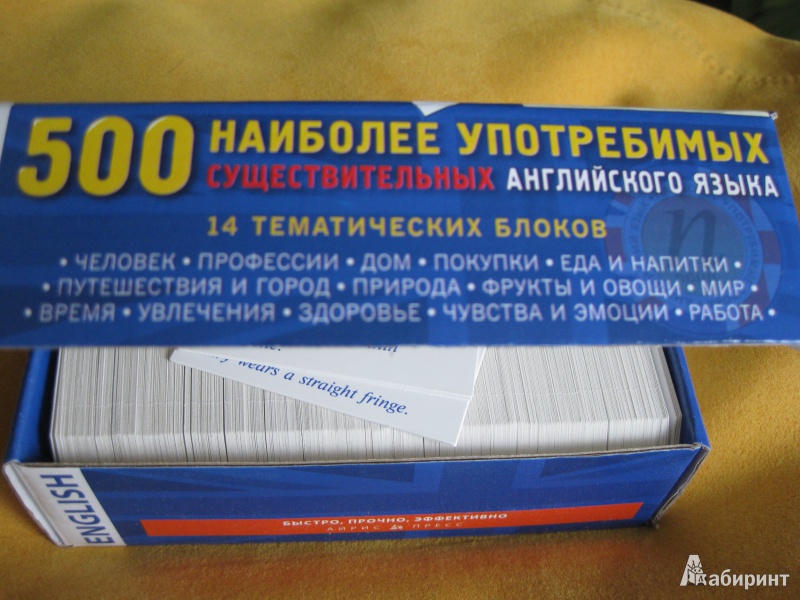 500 НАИБОЛЕЕ УПОТРЕБИМЫХ
СУЩЕСТВИТЕЛЬНЫХ АНГЛИЙСКОГО ЯЗЫКА
14 ТЕМАТИЧЕСКИХ БЛОКОВ
• ЧЕЛОВЕК • ПРОФЕССИИ • ДОМ • ПОКУПКИ • ЕДА И НАПИТКИ •
• ПУТЕШЕСТВИЯ И ГОРОД • ПРИРОДА • ФРУКТЫ И ОВОЩИ • МИР •
• ВРЕМЯ • УВЛЕЧЕНИЯ • ЗДОРОВЬЕ • ЧУВСТВА И ЭМОЦИИ • РАБОТА •
n
wears a straight fringe.
ENGLISH
БЫСТРО, ПРОЧНО, ЭФФЕКТИВНО
АЙРИС ПРЕСС
Лабиринт